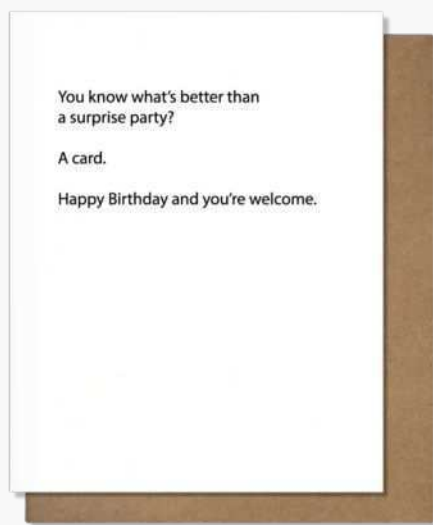 You know what's better than
a surprise party?
A card.
Happy Birthday and you're welcome.